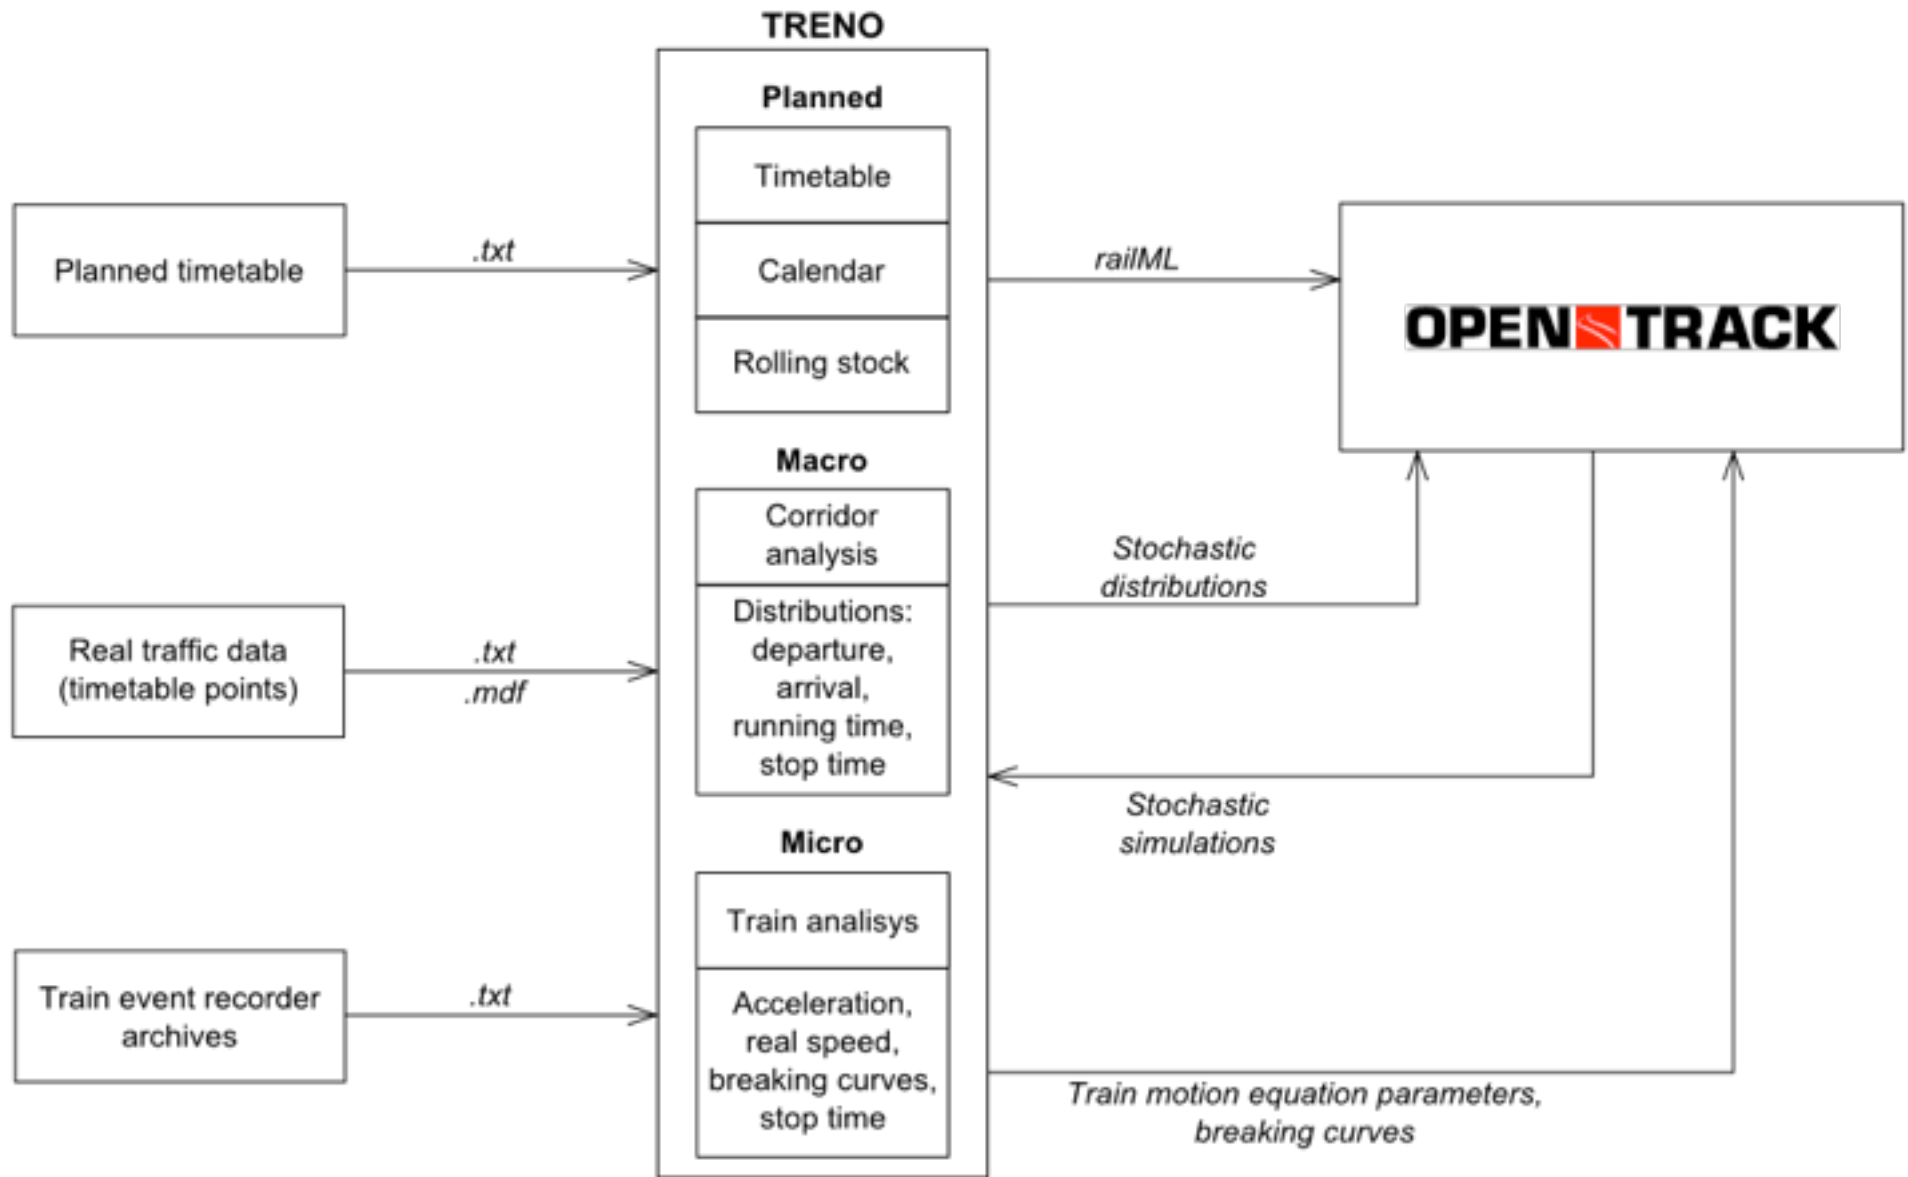 TRENO
Planned
Timetable
Calendar
Rolling stock
Macro
Corridor
analysis
Distributions:
departure,
arrival,
running time,
stop time
Micro
Train analisys
Acceleration,
real speed,
breaking curves,
stop time
Planned timetable
.txt
Real traffic data
(timetable points)
.txt
.mdf
Train event recorder
archives
.txt
railML
OPEN TRACK
Stochastic
distributions
Stochastic
simulations
Train motion equation parameters,
breaking curves